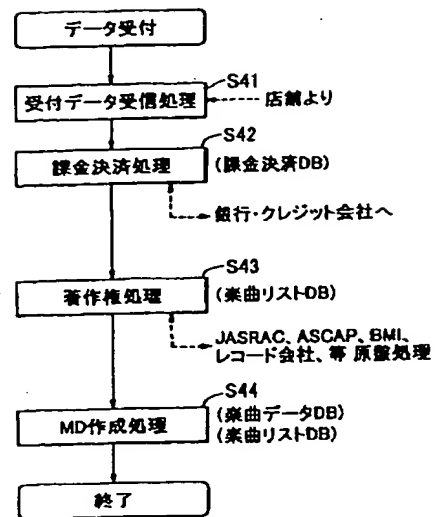 データ受付
S41
受付データ受信処理
店舗より
S42
課金決済処理
(課金決済DB)
銀行・クレジット会社へ
S43
著作権処理
(楽曲リストDB)
JASRAC、ASCAP、BMI、
レコード会社、等 原盤処理
S44
MD作成処理
(楽曲データDB)
(楽曲リストDB)
終了